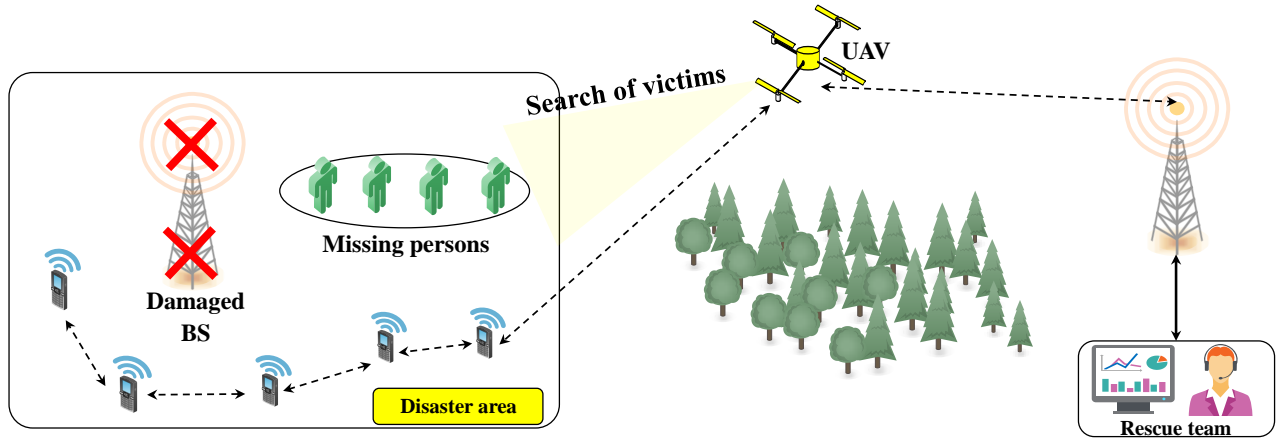 UAV
Search of victims
Missing persons
Damaged
BS
Disaster area
Rescue team